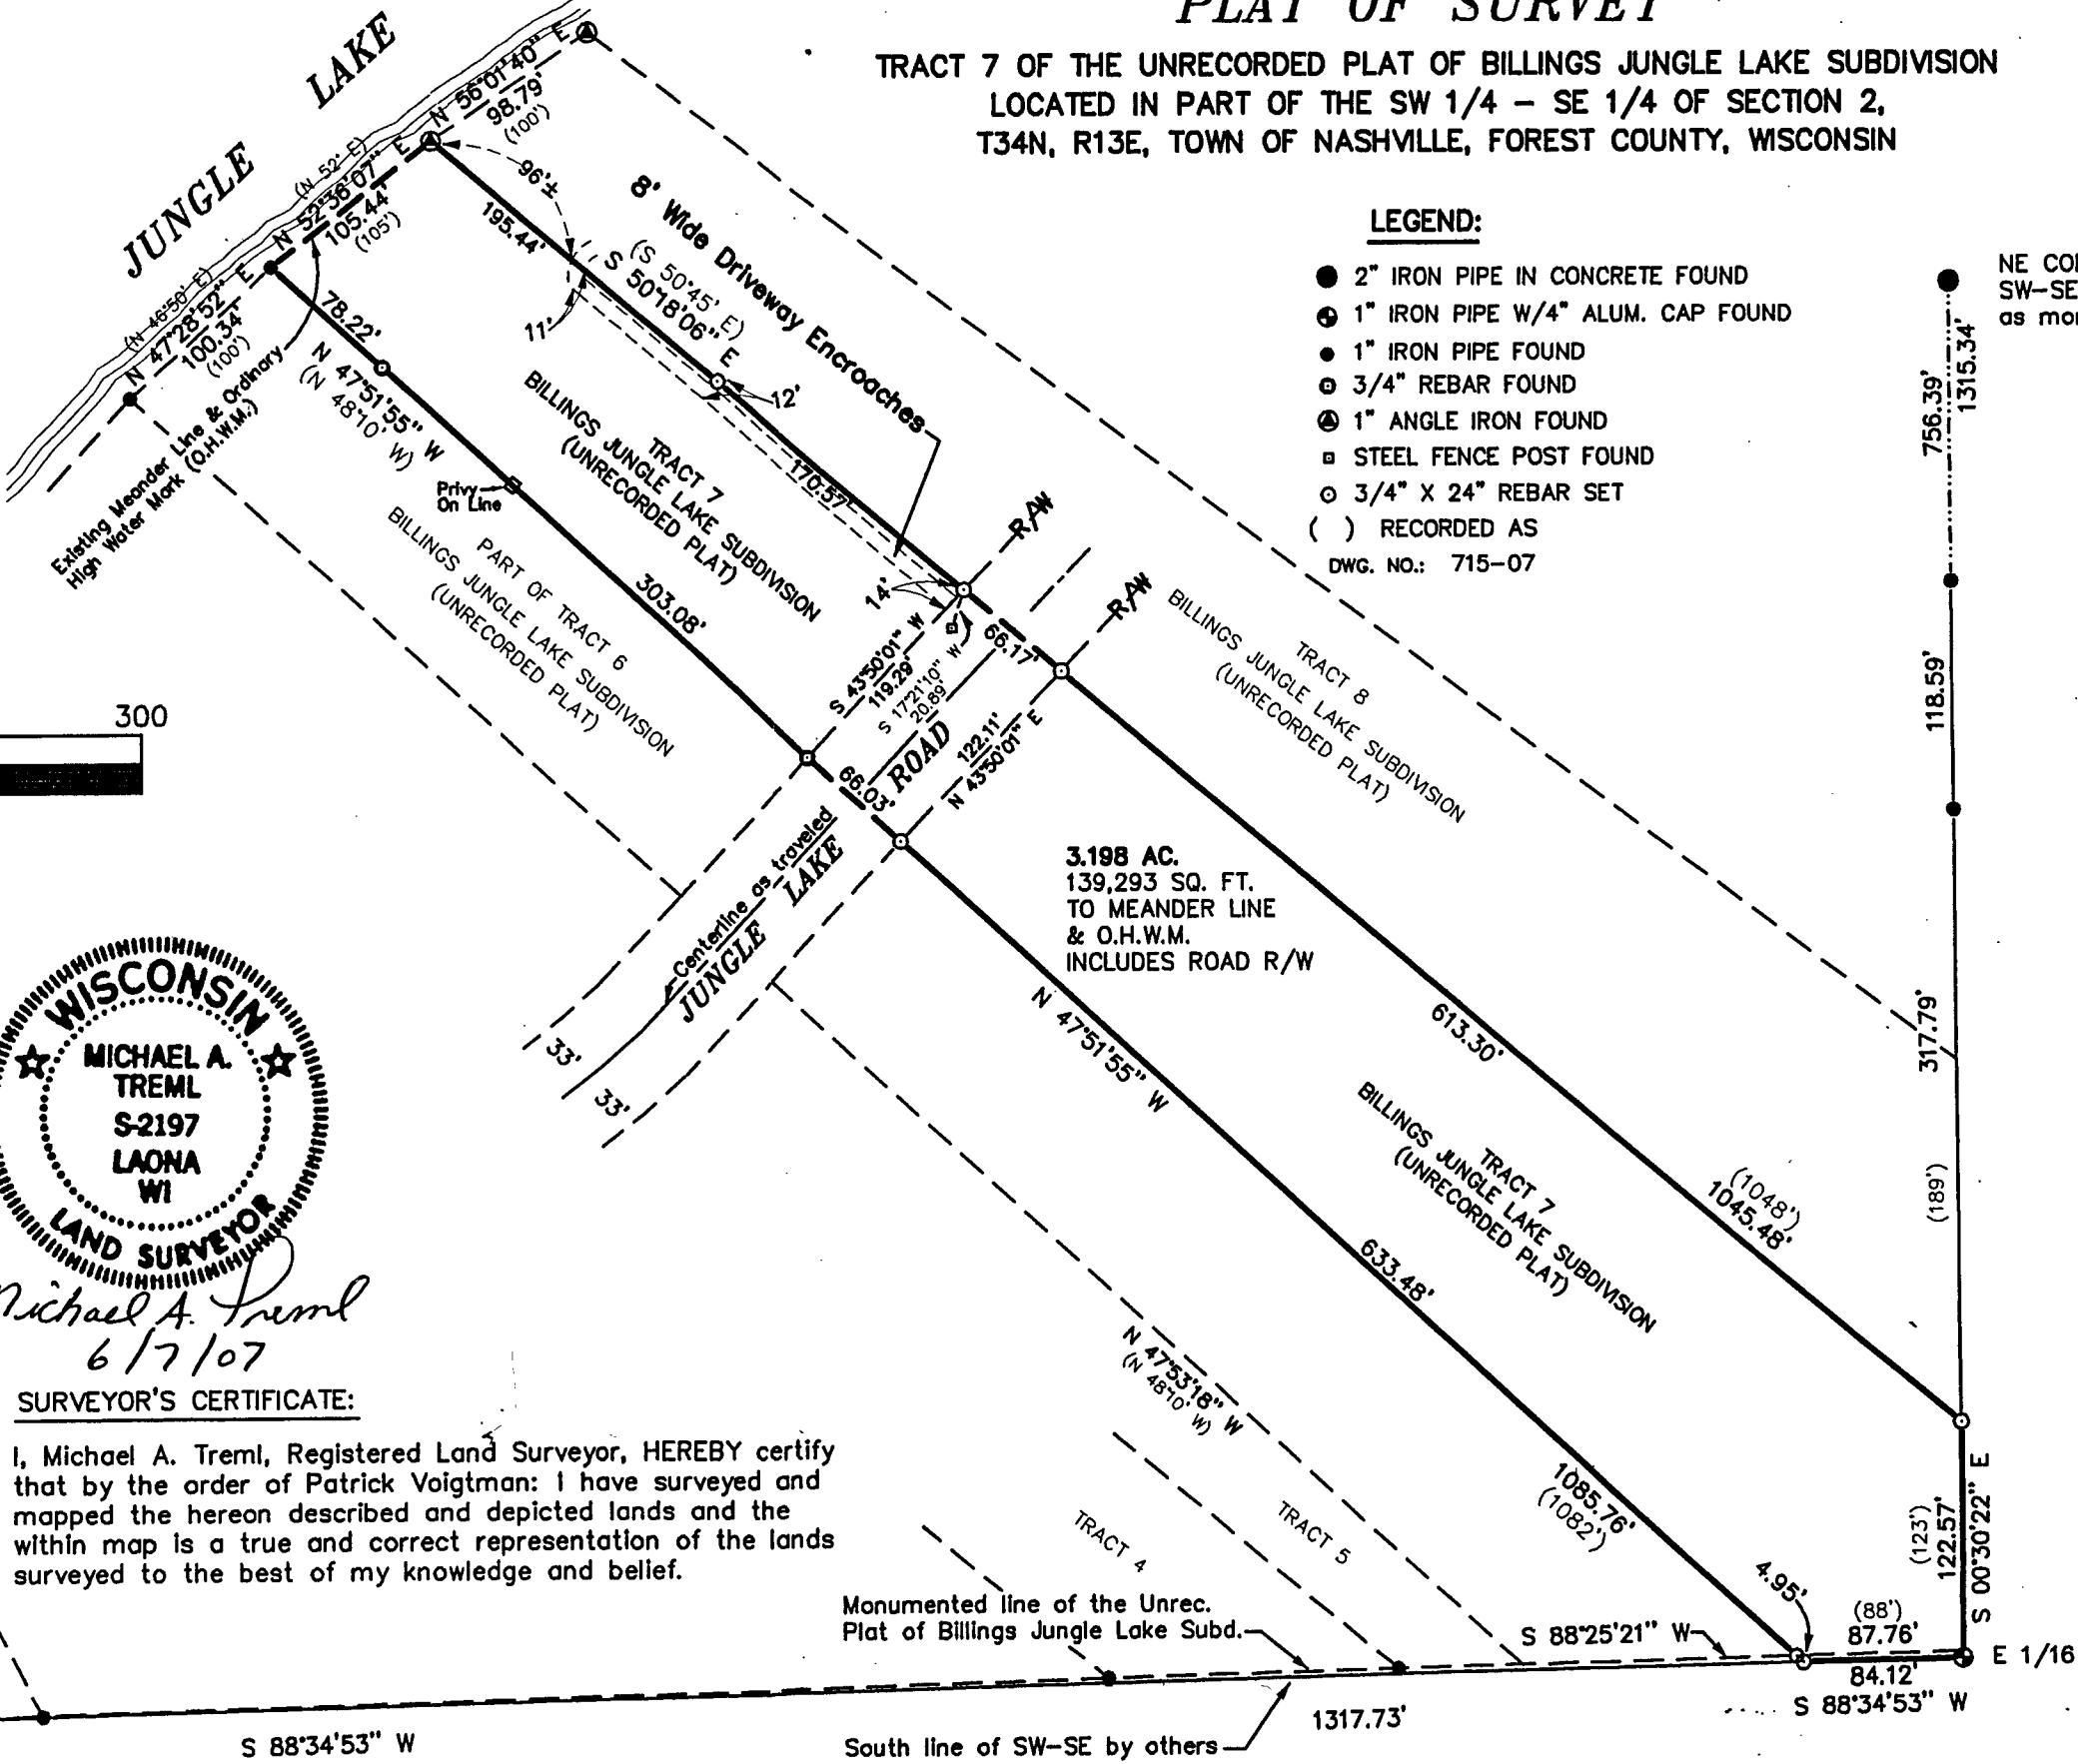 PLAT OF SURVEY
TRACT 7 OF THE UNRECORDED PLAT OF BILLINGS JUNGLE LAKE SUBDIVISION
LOCATED IN PART OF THE SW 1/4 – SE 1/4 OF SECTION 2,
T34N, R13E, TOWN OF NASHVILLE, FOREST COUNTY, WISCONSIN
LEGEND:
2" IRON PIPE IN CONCRETE FOUND
1" IRON PIPE W/4" ALUM. CAP FOUND
1" IRON PIPE FOUND
3/4" REBAR FOUND
1" ANGLE IRON FOUND
STEEL FENCE POST FOUND
3/4" X 24" REBAR SET
( ) RECORDED AS
DWG. NO.: 715-07
SW-SE
756.39'
1315.34'
118.59'
317.79'
(189')
(123')
122.57'
S 00°30'22" E
E 1/16
JUNGLE LAKE
N 56°01'40" E
98.79'
(100')
(N 52° E)
N 52°36'07" E
105.44'
(105')
(N 46°50' E)
N 47°28'52" E
100.34'
(100')
Existing Meander Line & Ordinary
High Water Mark (O.H.W.M.)
96'±
195.44'
11'
(S 50°45' E)
S 50°18'06" E
8' Wide Driveway Encroaches
12'
170.57'
14'
78.22'
N 47°51'55" W
(N 48°10' W)
Privy
On Line
303.08'
TRACT 7
BILLINGS JUNGLE LAKE SUBDIVISION
(UNRECORDED PLAT)
PART OF TRACT 6
BILLINGS JUNGLE LAKE SUBDIVISION
(UNRECORDED PLAT)
R/W
R/W
S 43°50'01" W
119.29'
S 17°21'10" W
20.89'
66.17'
122.11'
N 43°50'01" E
66.03'
Centerline as traveled
JUNGLE LAKE ROAD
33'
33'
TRACT 8
BILLINGS JUNGLE LAKE SUBDIVISION
(UNRECORDED PLAT)
3.198 AC.
139,293 SQ. FT.
TO MEANDER LINE
& O.H.W.M.
INCLUDES ROAD R/W
300
613.30'
(1048')
1045.48'
N 47°51'55" W
633.48'
1085.76'
(1082')
TRACT 7
BILLINGS JUNGLE LAKE SUBDIVISION
(UNRECORDED PLAT)
N 47°53'18" W
(N 48°10' W)
TRACT 4
TRACT 5
4.95'
(88')
87.76'
84.12'
S 88°34'53" W
S 88°25'21" W
Monumented line of the Unrec.
Plat of Billings Jungle Lake Subd.
1317.73'
South line of SW-SE by others
S 88°34'53" W
WISCONSIN
MICHAEL A.
TREML
S-2197
LAONA
WI
LAND SURVEYOR
Michael A. Treml
6/7/07
SURVEYOR'S CERTIFICATE:
I, Michael A. Treml, Registered Land Surveyor, HEREBY certify
that by the order of Patrick Voigtman: I have surveyed and
mapped the hereon described and depicted lands and the
within map is a true and correct representation of the lands
surveyed to the best of my knowledge and belief.